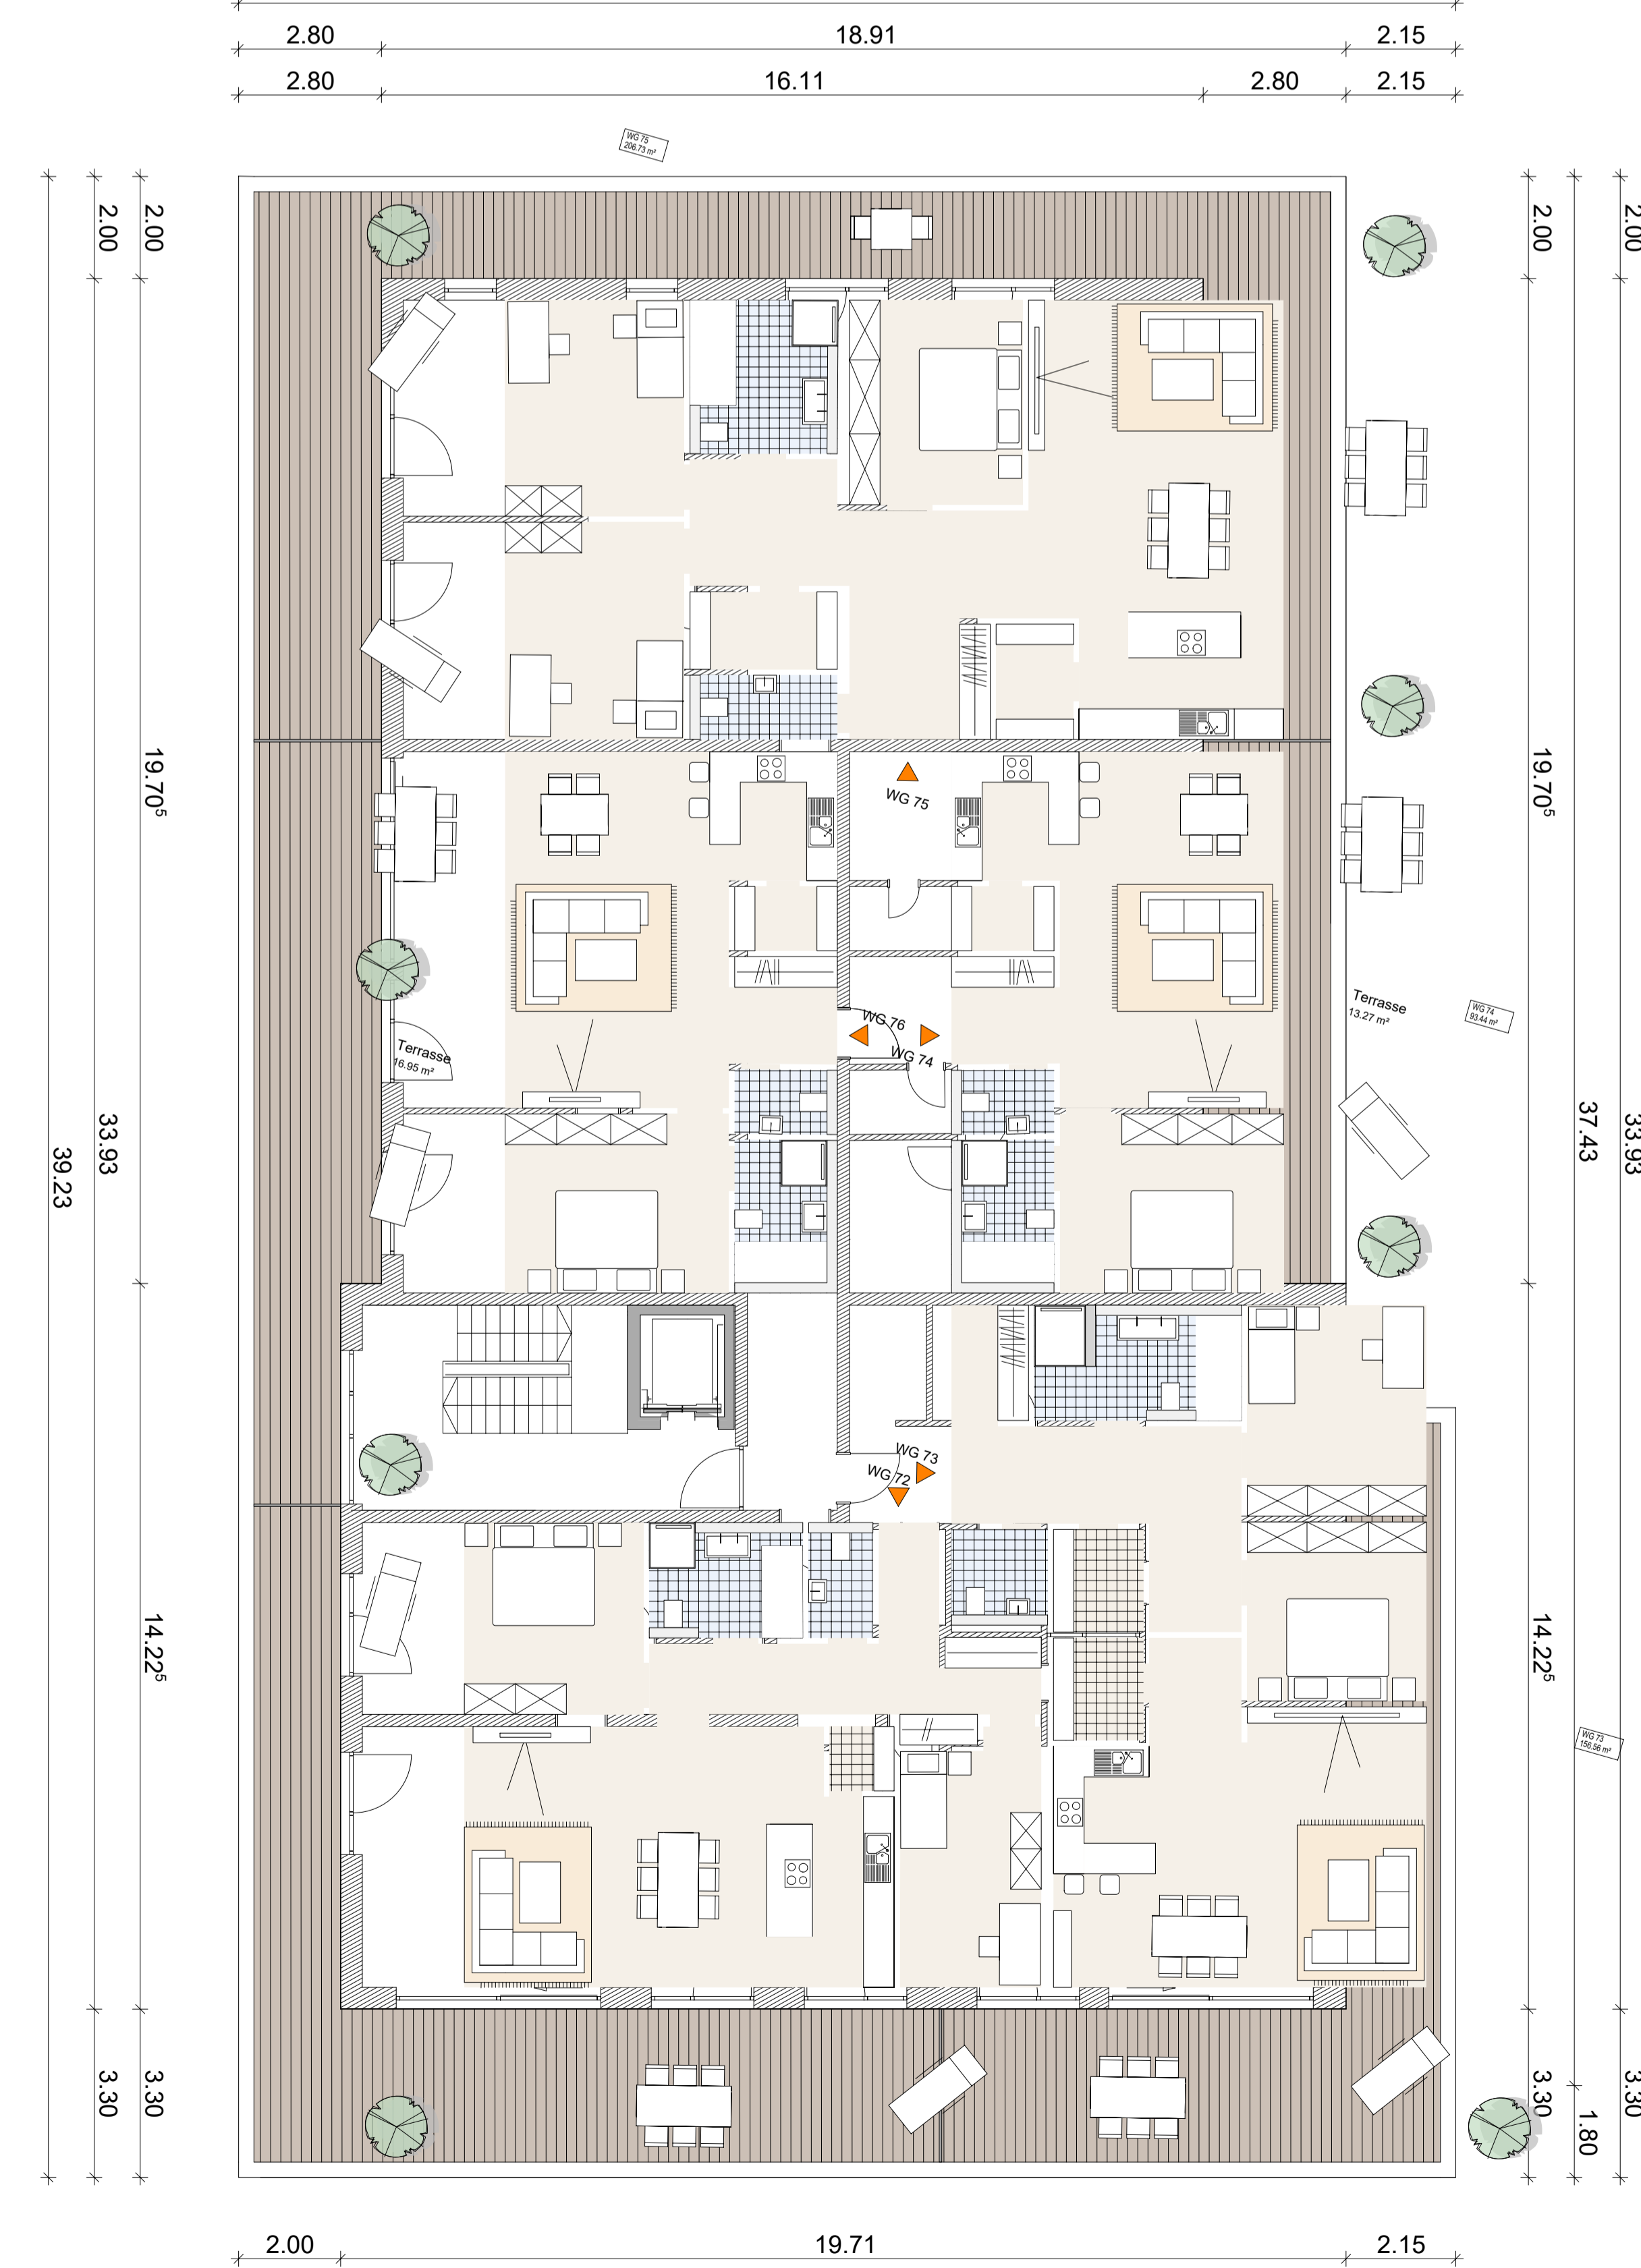 2.80 18.91 2.15
2.80 16.11 2.80 2.15
WG 75
206.73 m²
2.00 2.00 2.00 2.00
WG 75
19.70⁵ 19.70⁵
WG 76
WG 74
Terrasse
16.95 m²
Terrasse
13.27 m²
WG 74
93.44 m²
39.23 33.93 37.43 33.93
WG 73
WG 72
14.22⁵ 14.22⁵
WG 73
156.56 m²
3.30 3.30 3.30 1.80 3.30
2.00 19.71 2.15